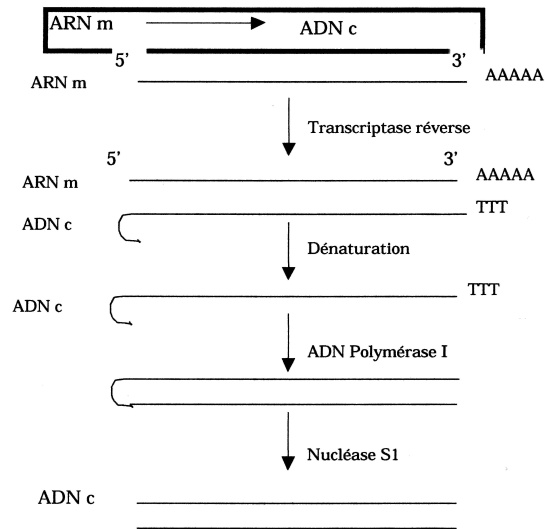 ARN m ADN c
5' 3'
ARN m AAAAA
Transcriptase réverse
5' 3'
ARN m AAAAA
ADN c TTT
Dénaturation
ADN c TTT
ADN Polymérase I
Nucléase S1
ADN c